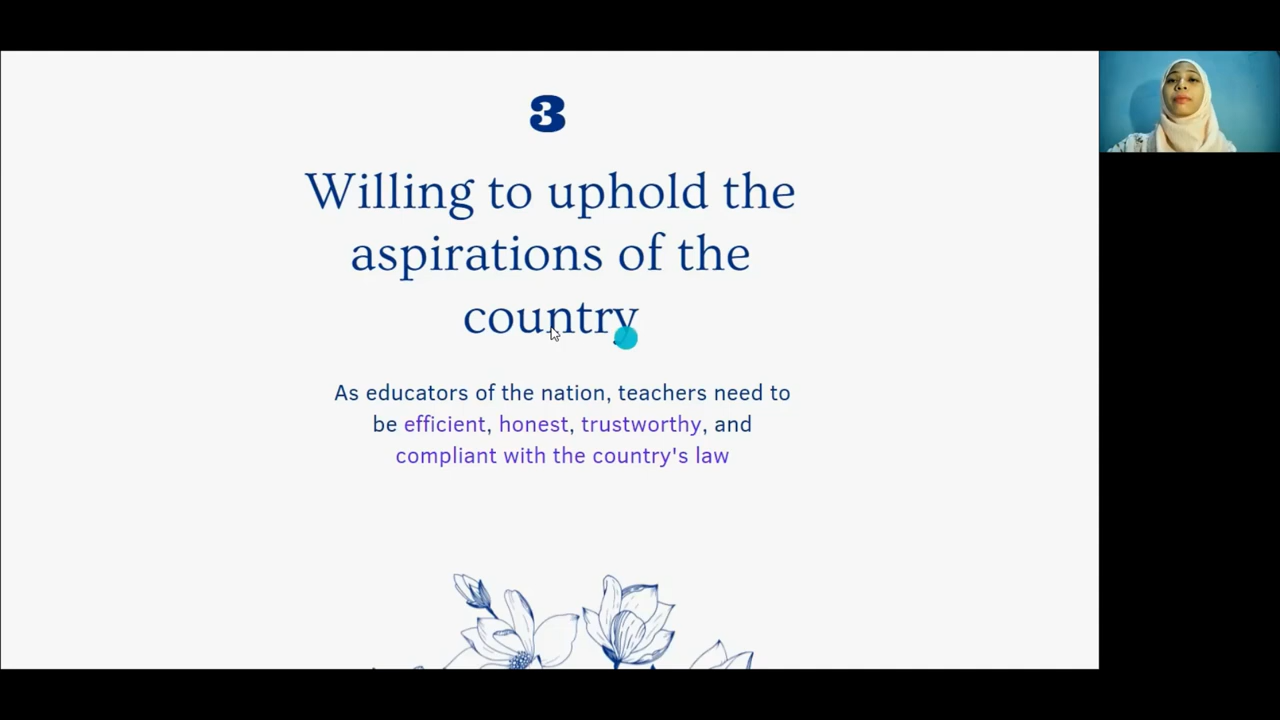 3
Willing to uphold the
aspirations of the
country
As educators of the nation, teachers need to
be efficient, honest, trustworthy, and
compliant with the country's law